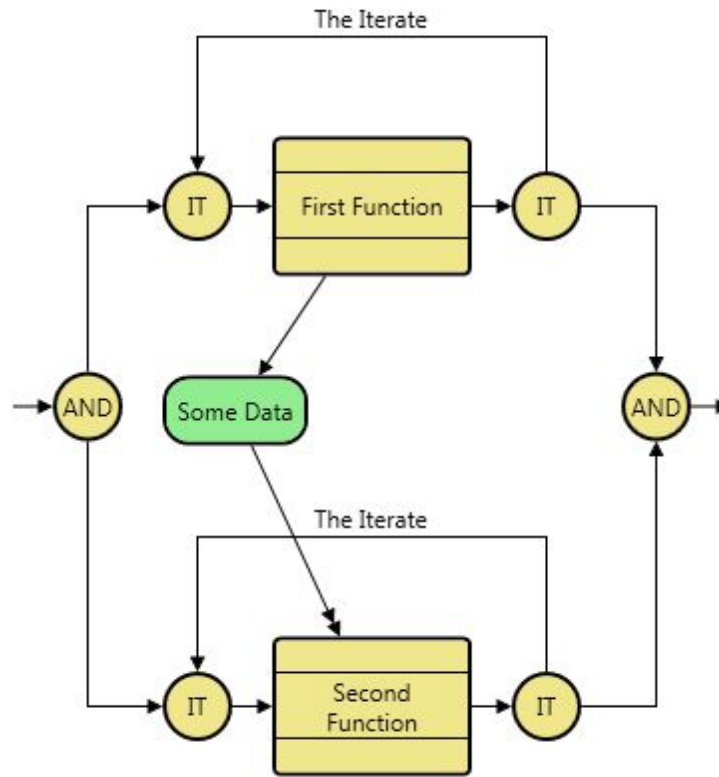 The Iterate
IT
First Function
IT
AND
Some Data
AND
The Iterate
IT
Second
Function
IT